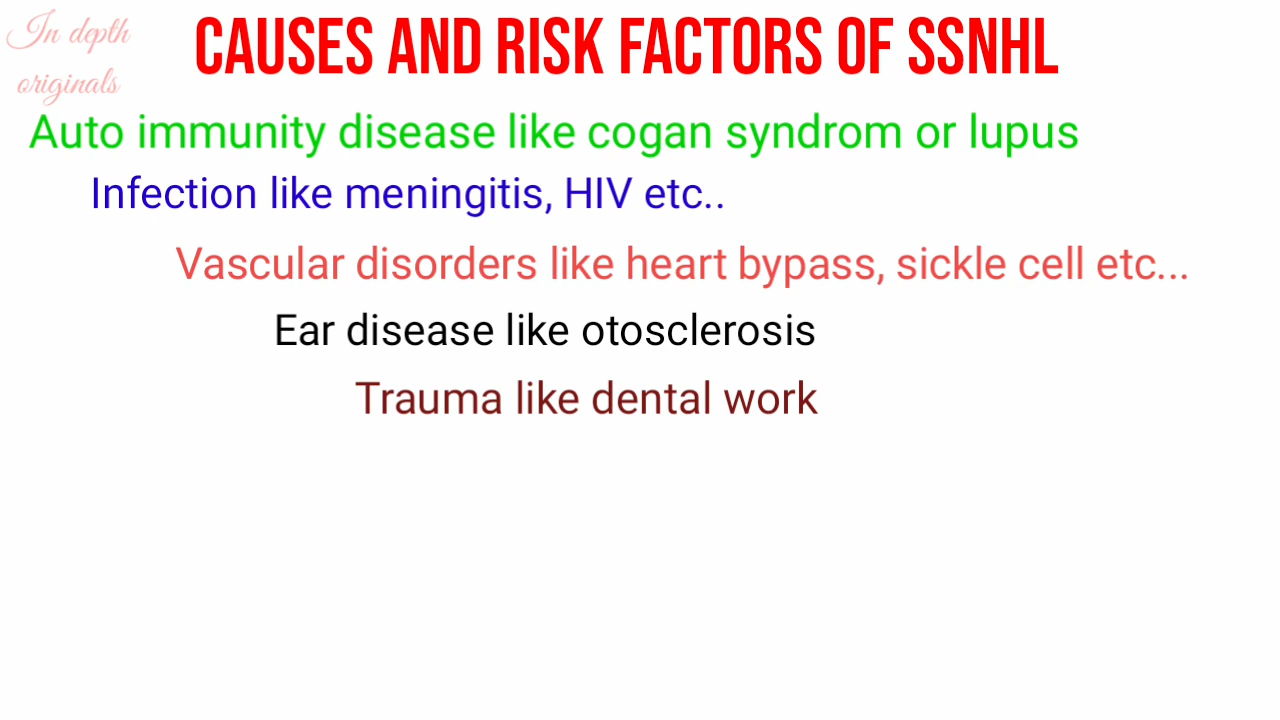 In depth
originals
CAUSES AND RISK FACTORS OF SSNHL
Auto immunity disease like cogan syndrom or lupus
Infection like meningitis, HIV etc..
Vascular disorders like heart bypass, sickle cell etc...
Ear disease like otosclerosis
Trauma like dental work